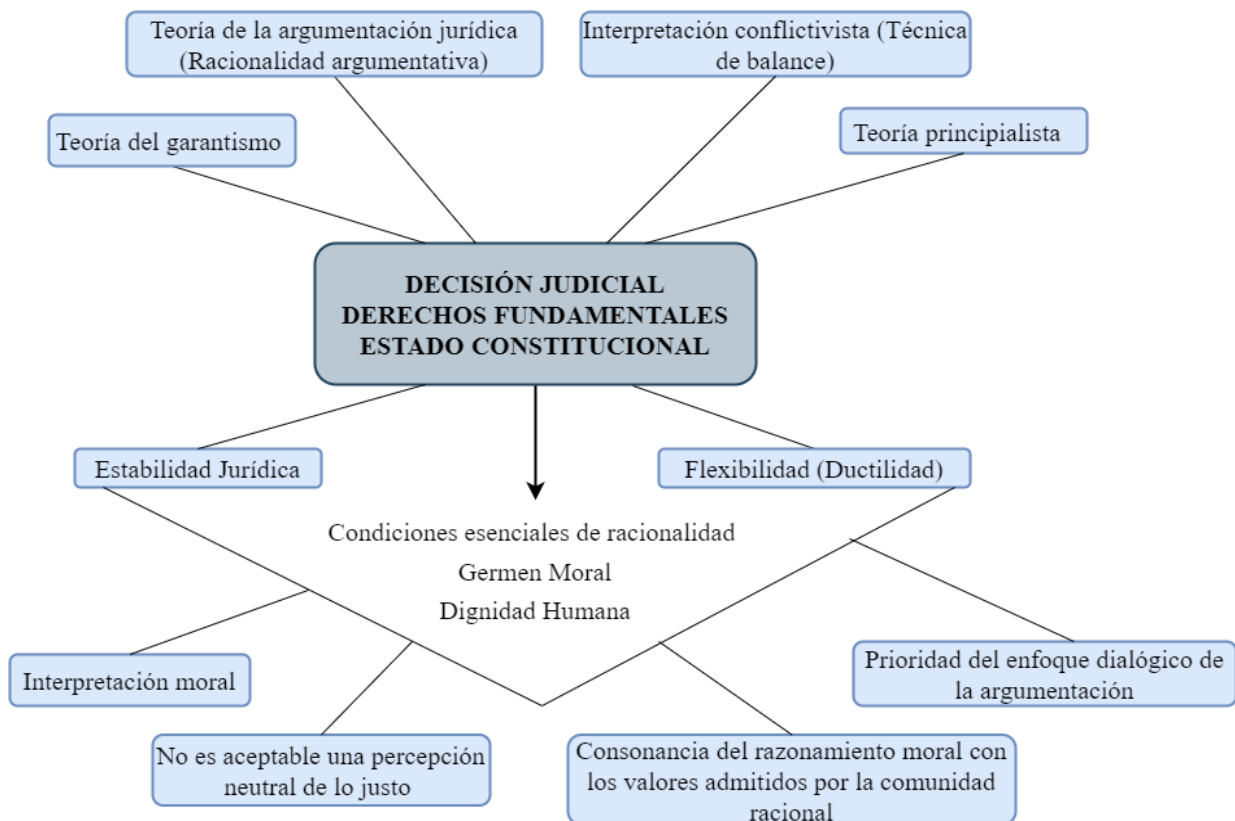 Teoría de la argumentación jurídica
(Racionalidad argumentativa)
Interpretación conflictivista (Técnica
de balance)
Teoría del garantismo
Teoría principialista
DECISIÓN JUDICIAL
DERECHOS FUNDAMENTALES
ESTADO CONSTITUCIONAL
Estabilidad Jurídica
Flexibilidad (Ductilidad)
Condiciones esenciales de racionalidad
Germen Moral
Dignidad Humana
Interpretación moral
Prioridad del enfoque dialógico de
la argumentación
No es aceptable una percepción
neutral de lo justo
Consonancia del razonamiento moral con
los valores admitidos por la comunidad
racional